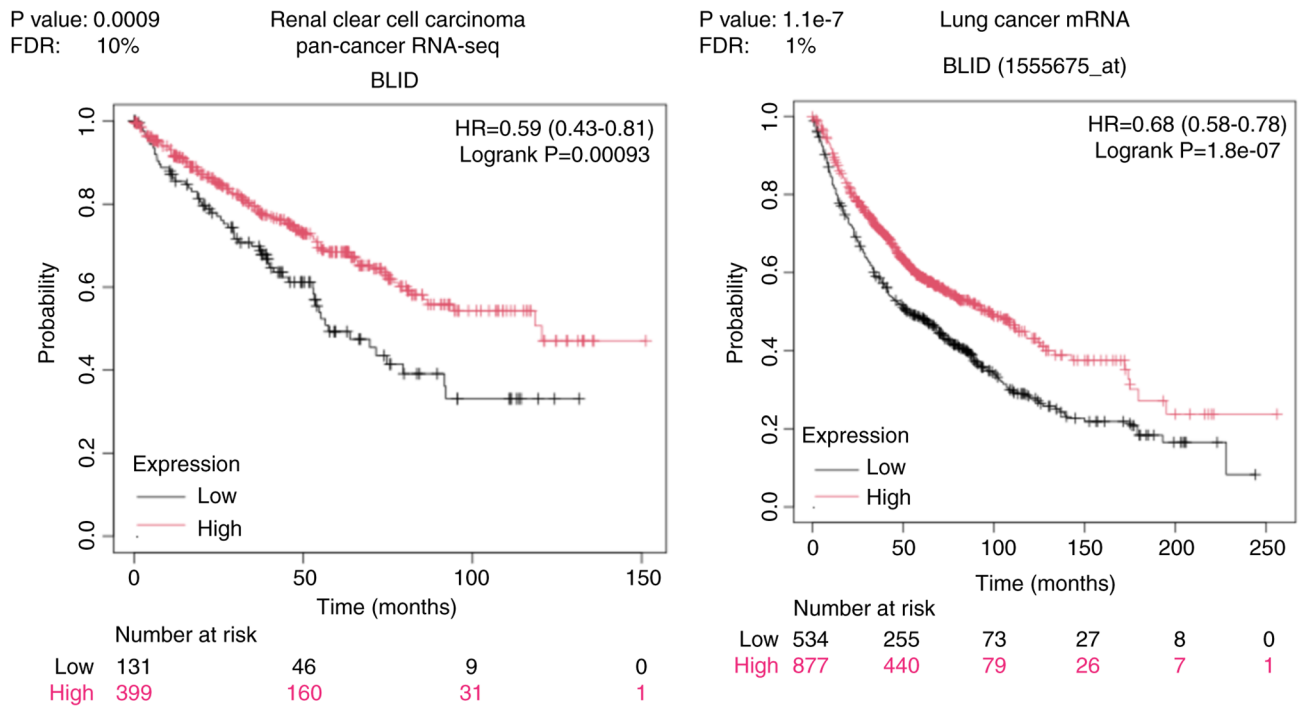 P value: 0.0009
FDR: 10%
Renal clear cell carcinoma
pan-cancer RNA-seq
BLID
HR=0.59 (0.43-0.81)
Logrank P=0.00093
Probability
1.0
0.8
0.6
0.4
0.2
0.0
Expression
Low
High
0 50 100 150
Time (months)
Number at risk
Low 131 46 9 0
High 399 160 31 1
P value: 1.1e-7
FDR: 1%
Lung cancer mRNA
BLID (1555675_at)
HR=0.68 (0.58-0.78)
Logrank P=1.8e-07
Probability
1.0
0.8
0.6
0.4
0.2
0.0
Expression
Low
High
0 50 100 150 200 250
Time (months)
Number at risk
Low 534 255 73 27 8 0
High 877 440 79 26 7 1